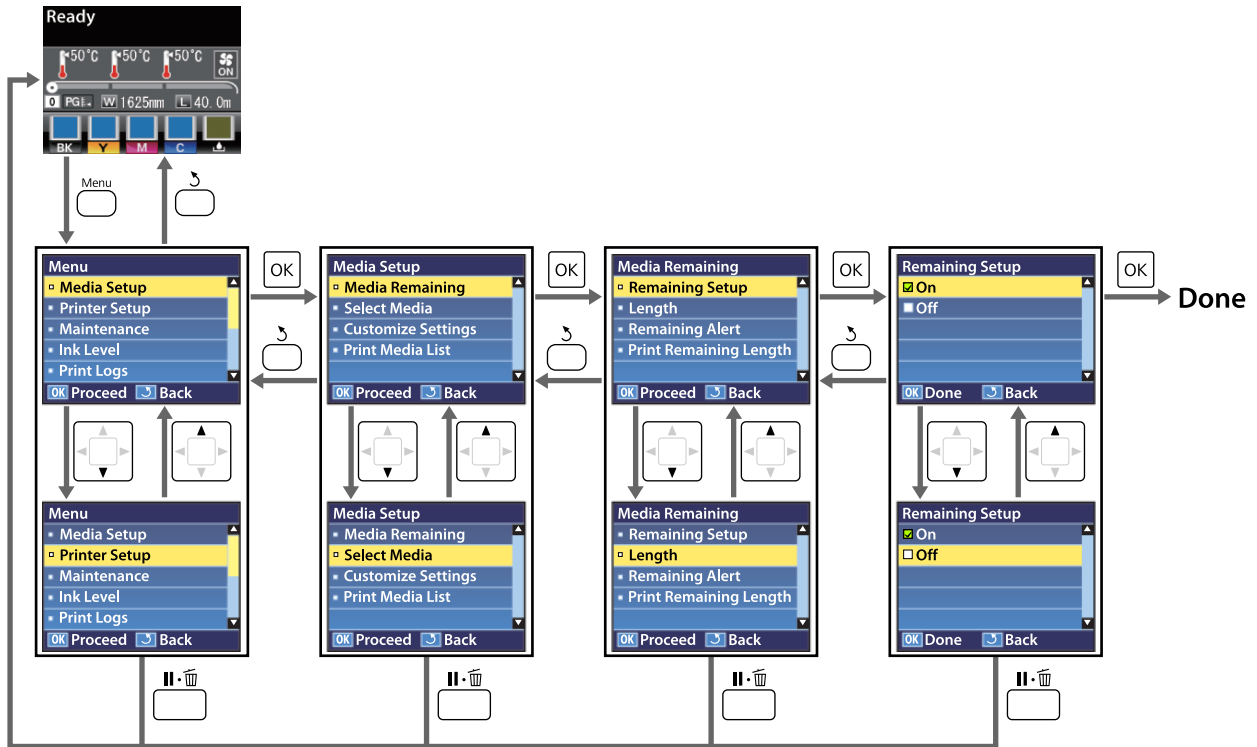 Ready
50°C 50°C 50°C
ON
0 PG W 1625mm L 40. 0m
BK Y M C
Menu
Menu
Media Setup
Printer Setup
Maintenance
Ink Level
Print Logs
OK Proceed Back
OK
Media Setup
Media Remaining
Select Media
Customize Settings
Print Media List
OK Proceed Back
OK
Media Remaining
Remaining Setup
Length
Remaining Alert
Print Remaining Length
OK Proceed Back
OK
Remaining Setup
On
Off
OK Done Back
OK
Done
Menu
Media Setup
Printer Setup
Maintenance
Ink Level
Print Logs
OK Proceed Back
Media Setup
Media Remaining
Select Media
Customize Settings
Print Media List
OK Proceed Back
Media Remaining
Remaining Setup
Length
Remaining Alert
Print Remaining Length
OK Proceed Back
Remaining Setup
On
Off
OK Done Back